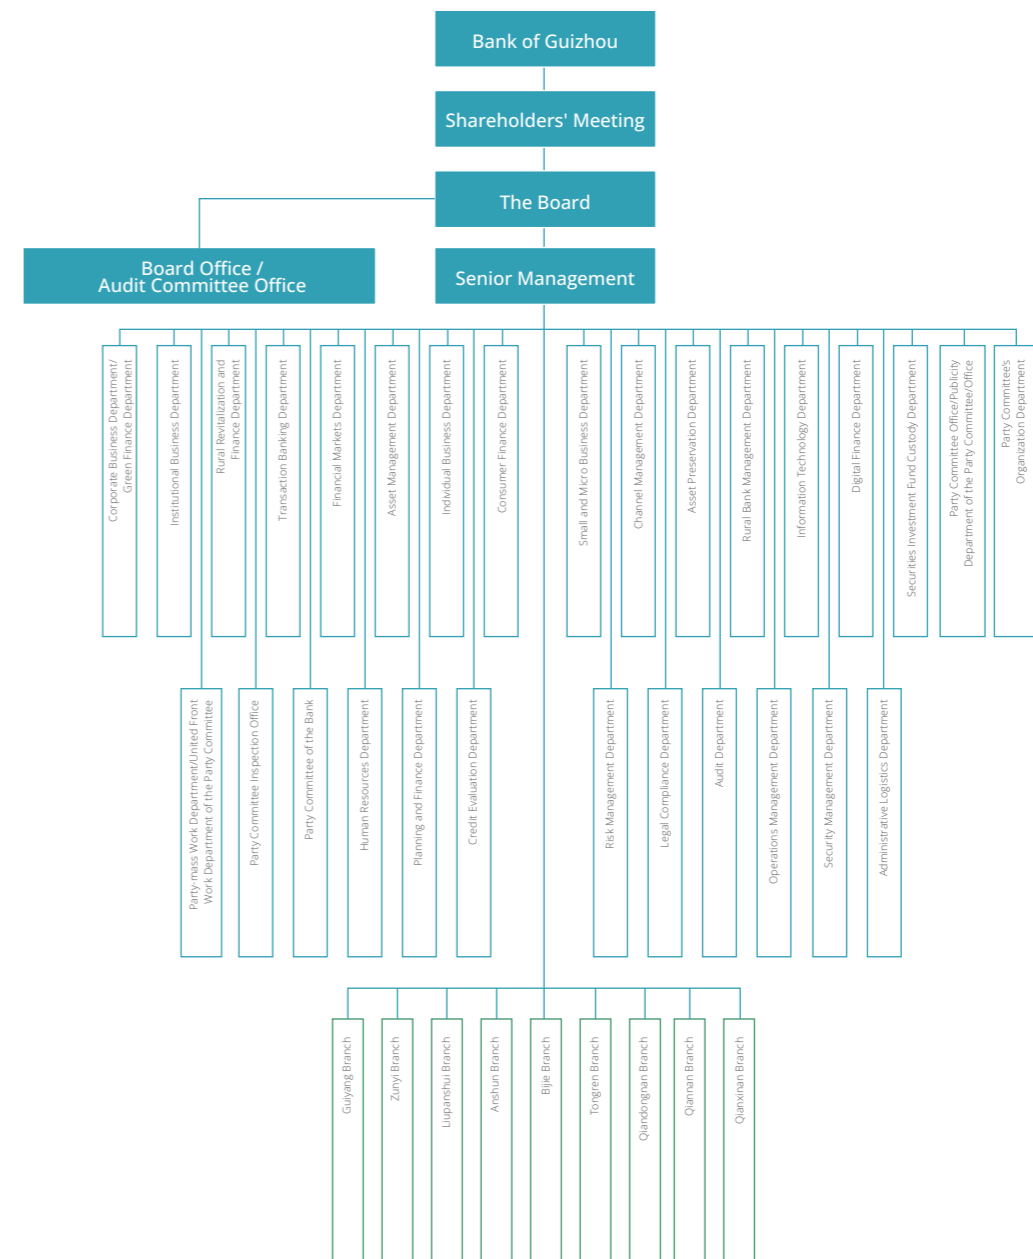 Bank of Guizhou
Shareholders' Meeting
The Board
Board Office /
Audit Committee Office
Senior Management
Corporate Business Department/
Green Finance Department
Institutional Business Department
Rural Revitalization and
Finance Department
Transaction Banking Department
Financial Markets Department
Asset Management Department
Individual Business Department
Consumer Finance Department
Small and Micro Business Department
Channel Management Department
Asset Preservation Department
Rural Bank Management Department
Information Technology Department
Digital Finance Department
Securities Investment Fund Custody Department
Party Committee Office/Publicity
Department of the Party Committee/Office
Party Committee's
Organization Department
Party-mass Work Department/United Front
Work Department of the Party Committee
Party Committee Inspection Office
Party Committee of the Bank
Human Resources Department
Planning and Finance Department
Credit Evaluation Department
Risk Management Department
Legal Compliance Department
Audit Department
Operations Management Department
Security Management Department
Administrative Logistics Department
Guiyang Branch
Zunyi Branch
Liupanshui Branch
Anshun Branch
Bijie Branch
Tongren Branch
Qiandongnan Branch
Qiannan Branch
Qianxinan Branch